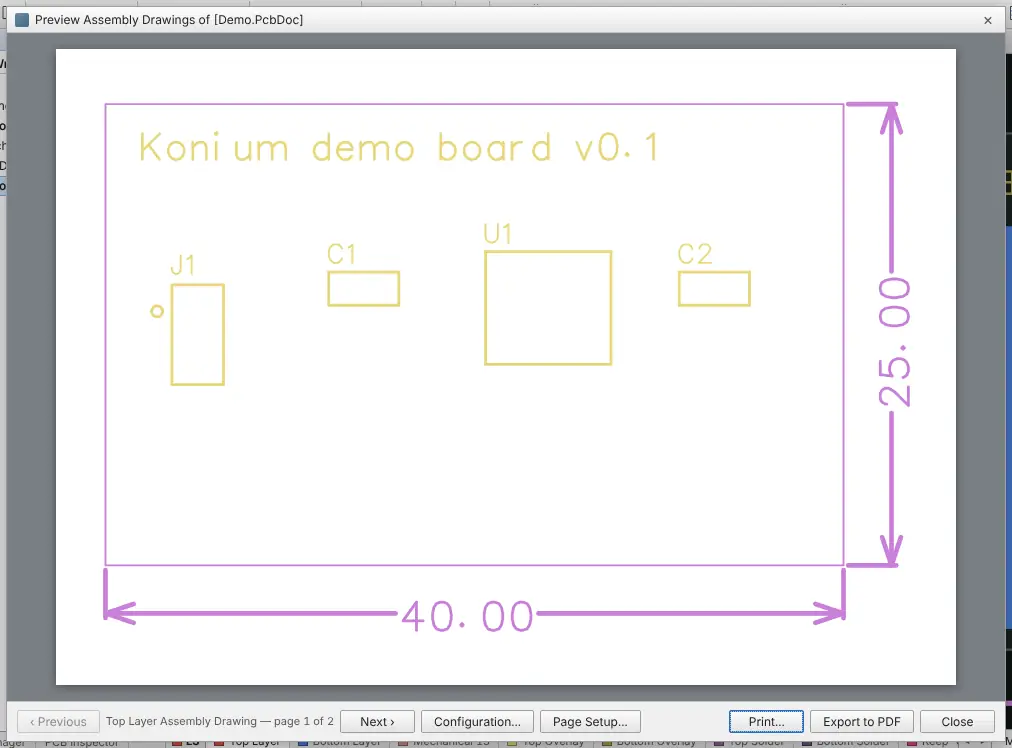 Preview Assembly Drawings of [Demo.PcbDoc]
Konium demo board v0.1
U1
C1
C2
J1
25.00
40.00
‹ Previous
Top Layer Assembly Drawing — page 1 of 2
Next ›
Configuration...
Page Setup...
Print...
Export to PDF
Close
PCB Inspector
Top Layer
Bottom Layer
Mechanical 15
Top Overlay
Bottom Overlay
Top Solder
Bottom Solder